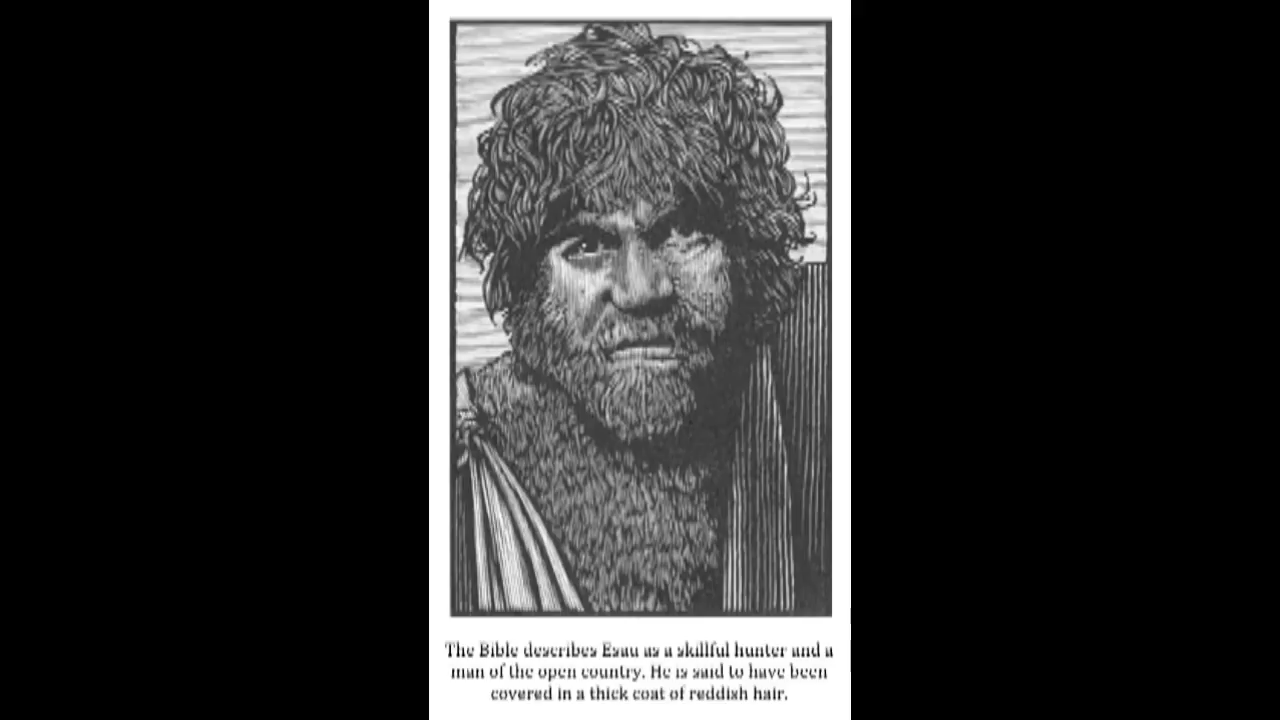 The Bible describes Esau as a skillful hunter and a
man of the open country. He is said to have been
covered in a thick coat of reddish hair.